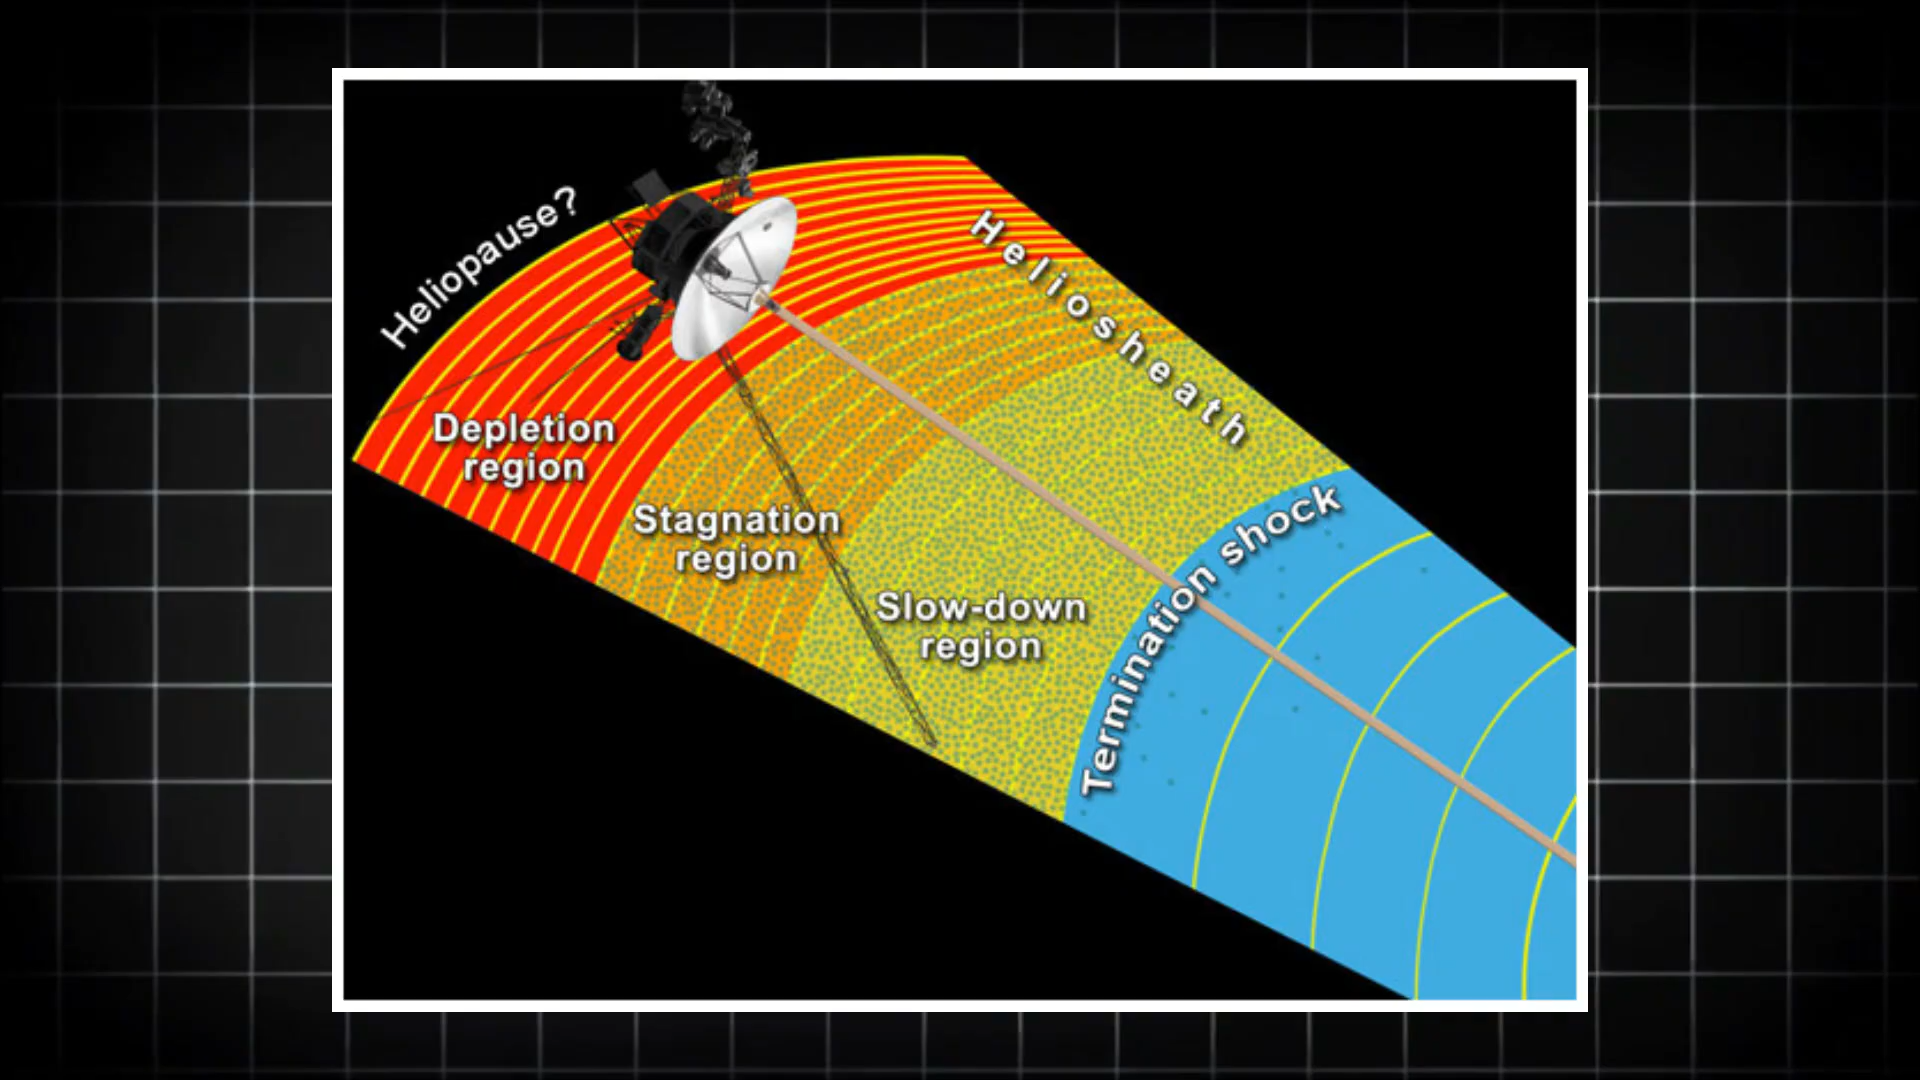 Heliopause?
Heliosheath
Depletion
region
Stagnation
region
Slow-down
region
Termination shock